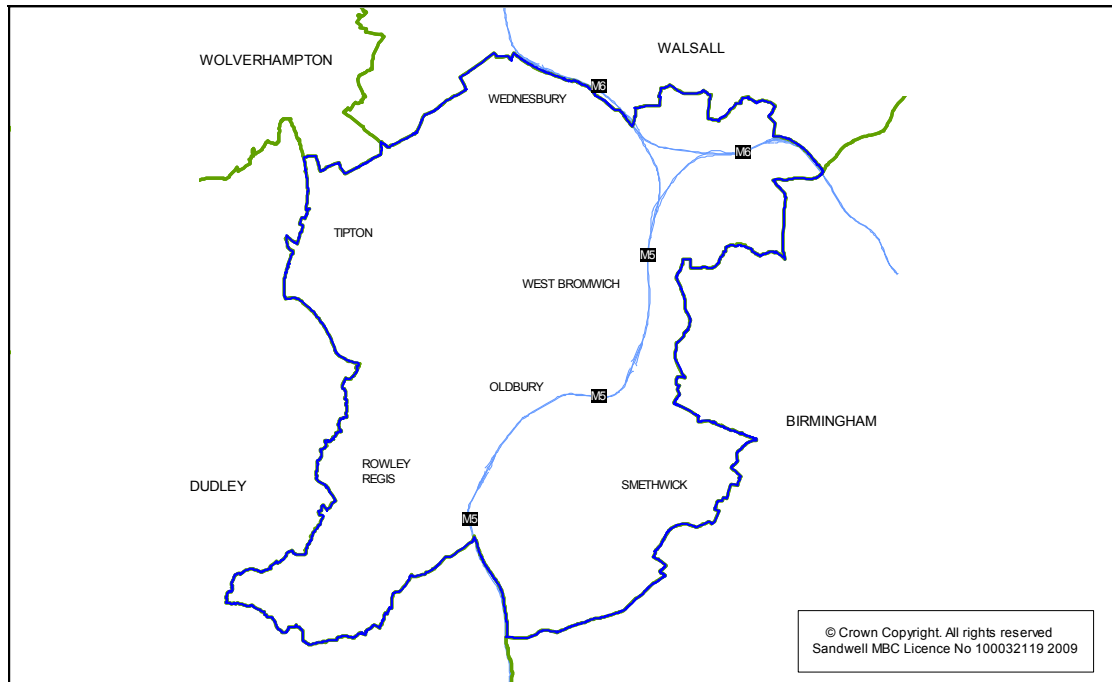 WALSALL
WOLVERHAMPTON
M6
WEDNESBURY
M6
TIPTON
M5
WEST BROMWICH
OLDBURY
M5
BIRMINGHAM
ROWLEY
REGIS
DUDLEY
SMETHWICK
M5
© Crown Copyright. All rights reserved
Sandwell MBC Licence No 100032119 2009